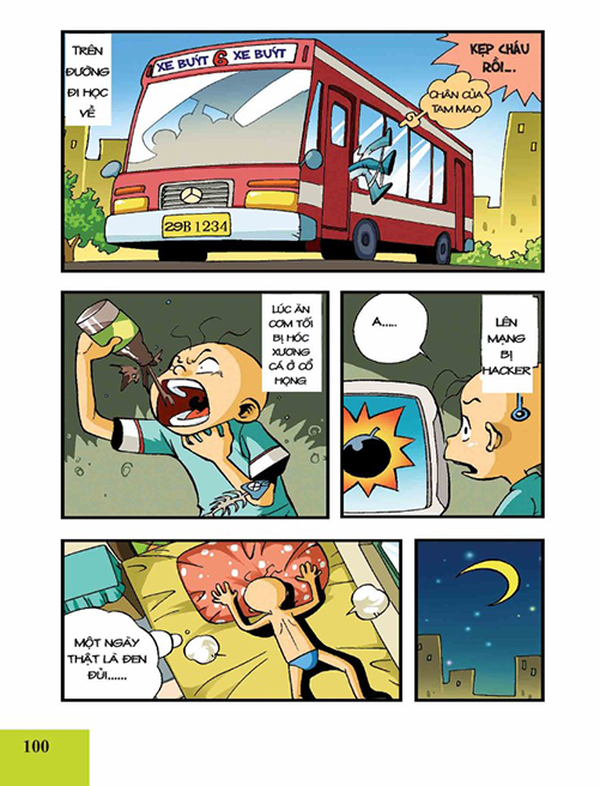 TRÊN
ĐƯỜNG
ĐI HỌC
VỀ
XE BUÝT 6 XE BUÝT
KẸP CHÁU
RỒI...
CHÂN CỦA
TAM MAO
29B 1234
LÚC ĂN
CƠM TỐI
BỊ HÓC
XƯƠNG
CÁ Ở CỔ
HỌNG
A.....
LÊN
MẠNG
BỊ
HACKER
MỘT NGÀY
THẬT LÀ ĐEN
ĐỦI......
100